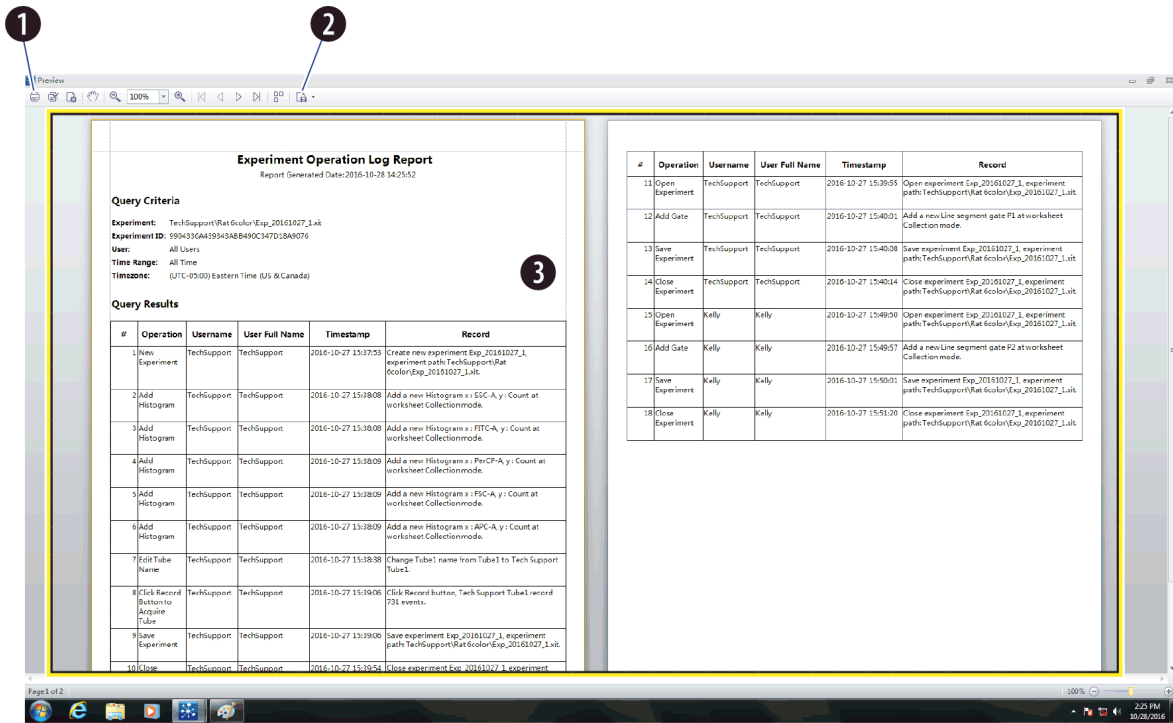 1
2
Preview
100%
Experiment Operation Log Report
Report Generated Date: 2016-10-28 14:25:52
Query Criteria
Experiment: TechSupport\Rat 6color\Exp_20161027_1.xit
Experiment ID: 9904336A439343ABB490C347D18A9076
User: All Users
Time Range: All Time
Timezone: (UTC-05:00) Eastern Time (US & Canada)
3
Query Results
# Operation Username User Full Name Timestamp Record
1 New TechSupport TechSupport 2016-10-27 15:37:53 Create new experiment Exp_20161027_1,
Experiment experiment path: TechSupport\Rat
6color\Exp_20161027_1.xit.
2 Add TechSupport TechSupport 2016-10-27 15:38:08 Add a new Histogram x : SSC-A, y : Count at
Histogram worksheet Collection mode.
3 Add TechSupport TechSupport 2016-10-27 15:38:08 Add a new Histogram x : FITC-A, y : Count at
Histogram worksheet Collection mode.
4 Add TechSupport TechSupport 2016-10-27 15:38:09 Add a new Histogram x : PerCP-A, y : Count at
Histogram worksheet Collection mode.
5 Add TechSupport TechSupport 2016-10-27 15:38:09 Add a new Histogram x : FSC-A, y : Count at
Histogram worksheet Collection mode.
6 Add TechSupport TechSupport 2016-10-27 15:38:09 Add a new Histogram x : APC-A, y : Count at
Histogram worksheet Collection mode.
7 Edit Tube TechSupport TechSupport 2016-10-27 15:38:38 Change Tube1 name from Tube1 to Tech Support
Name Tube1.
8 Click Record TechSupport TechSupport 2016-10-27 15:39:06 Click Record button, Tech Support Tube1 record
Button to 731 events.
Acquire
Tube
9 Save TechSupport TechSupport 2016-10-27 15:39:06 Save experiment Exp_20161027_1, experiment
Experiment path: TechSupport\Rat 6color\Exp_20161027_1.xit.
10 Close TechSupport TechSupport 2016-10-27 15:39:54 Close experiment Exp_20161027_1, experiment
# Operation Username User Full Name Timestamp Record
11 Open TechSupport TechSupport 2016-10-27 15:39:55 Open experiment Exp_20161027_1, experiment
Experiment path: TechSupport\Rat 6color\Exp_20161027_1.xit.
12 Add Gate TechSupport TechSupport 2016-10-27 15:40:01 Add a new Line segment gate P1 at worksheet
Collection mode.
13 Save TechSupport TechSupport 2016-10-27 15:40:08 Save experiment Exp_20161027_1, experiment
Experiment path: TechSupport\Rat 6color\Exp_20161027_1.xit.
14 Close TechSupport TechSupport 2016-10-27 15:40:14 Close experiment Exp_20161027_1, experiment
Experiment path: TechSupport\Rat 6color\Exp_20161027_1.xit.
15 Open Kelly Kelly 2016-10-27 15:49:50 Open experiment Exp_20161027_1, experiment
Experiment path: TechSupport\Rat 6color\Exp_20161027_1.xit.
16 Add Gate Kelly Kelly 2016-10-27 15:49:57 Add a new Line segment gate P2 at worksheet
Collection mode.
17 Save Kelly Kelly 2016-10-27 15:50:01 Save experiment Exp_20161027_1, experiment
Experiment path: TechSupport\Rat 6color\Exp_20161027_1.xit.
18 Close Kelly Kelly 2016-10-27 15:51:20 Close experiment Exp_20161027_1, experiment
Experiment path: TechSupport\Rat 6color\Exp_20161027_1.xit.
Page 1 of 2
100%
2:25 PM
10/28/2016